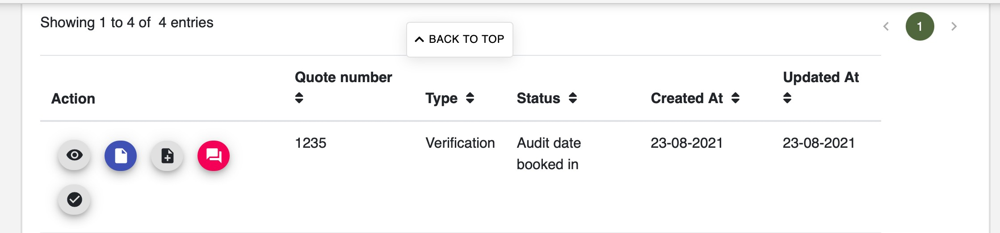 Showing 1 to 4 of  4 entries
BACK TO TOP
1
Action
Quote number
Type
Status
Created At
Updated At
1235
Verification
Audit date
booked in
23-08-2021
23-08-2021